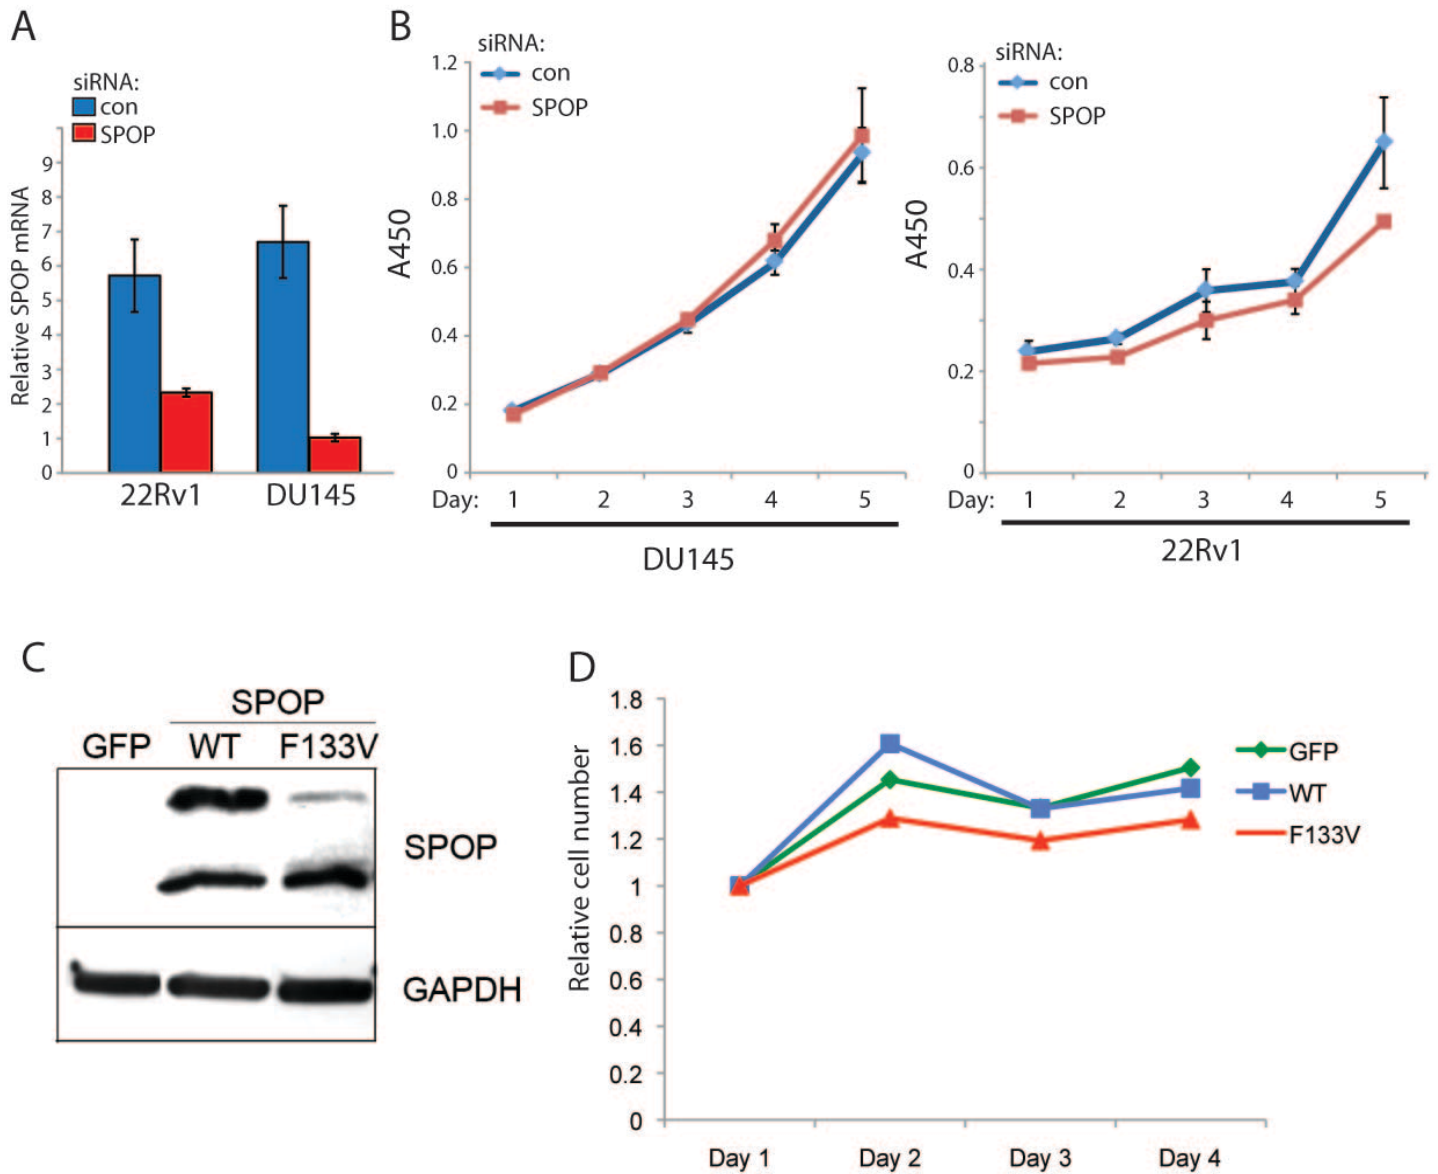 A
siRNA:
con
SPOP
Relative SPOP mRNA
9
8
7
6
5
4
3
2
1
0
22Rv1 DU145
B
siRNA:
con
SPOP
A450
1.2
1.0
0.8
0.6
0.4
0.2
0
Day: 1 2 3 4 5
DU145
siRNA:
con
SPOP
A450
0.8
0.6
0.4
0.2
0
Day: 1 2 3 4 5
22Rv1
C
SPOP
GFP WT F133V
SPOP
GAPDH
D
Relative cell number
1.8
1.6
1.4
1.2
1
0.8
0.6
0.4
0.2
0
GFP
WT
F133V
Day 1 Day 2 Day 3 Day 4